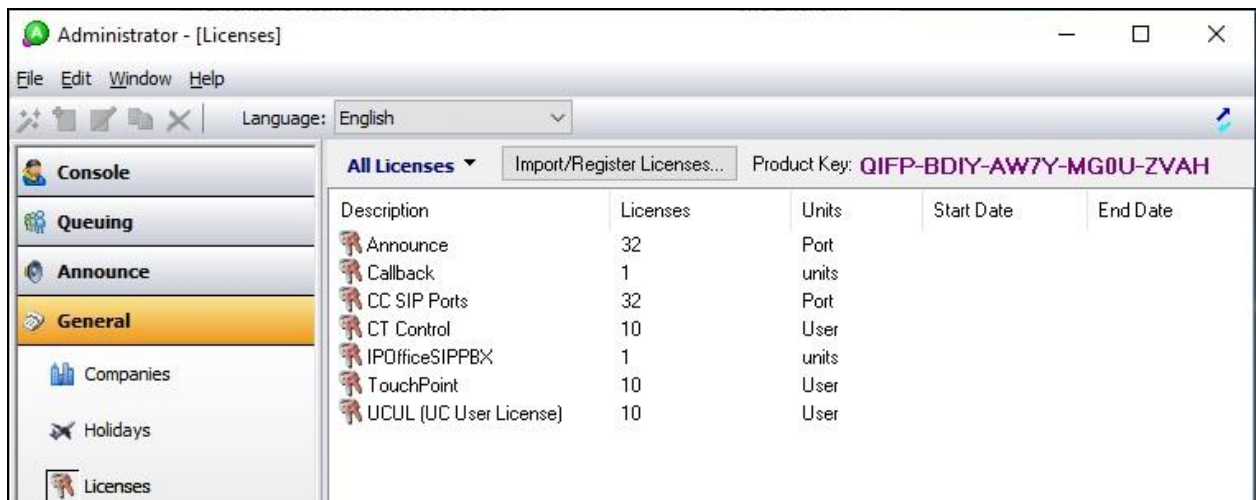 Administrator - [Licenses]
File Edit Window Help
Language: English
Console
Queuing
Announce
General
Companies
Holidays
Licenses
All Licenses Import/Register Licenses... Product Key: QIFP-BDIY-AW7Y-MG0U-ZVAH
Description Licenses Units Start Date End Date
Announce 32 Port
Callback 1 units
CC SIP Ports 32 Port
CT Control 10 User
IPOfficeSIPPBX 1 units
TouchPoint 10 User
UCUL (UC User License) 10 User